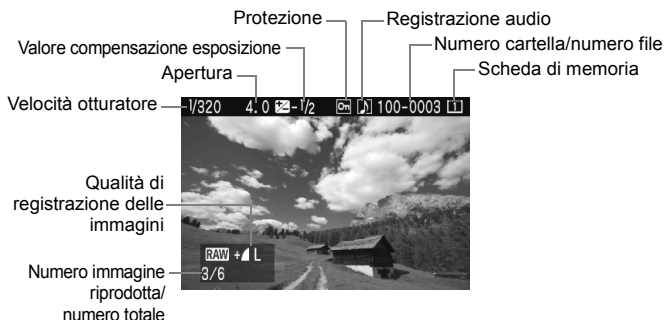 Protezione
Registrazione audio
Valore compensazione esposizione
Numero cartella/numero file
Apertura
Scheda di memoria
Velocità otturatore
1/320 4.0 -1/2 100-0003 1
Qualità di
registrazione delle
immagini
RAW + L
3/6
Numero immagine
riprodotta/
numero totale